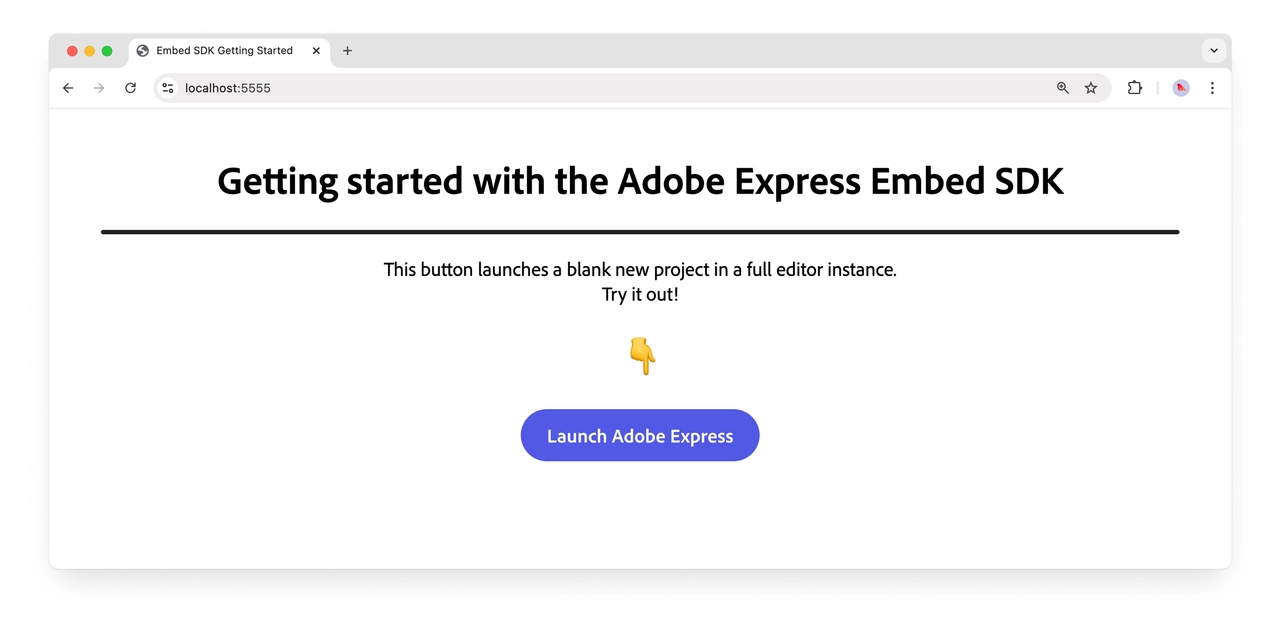 Embed SDK Getting Started
localhost:5555
Getting started with the Adobe Express Embed SDK
This button launches a blank new project in a full editor instance.
Try it out!
Launch Adobe Express